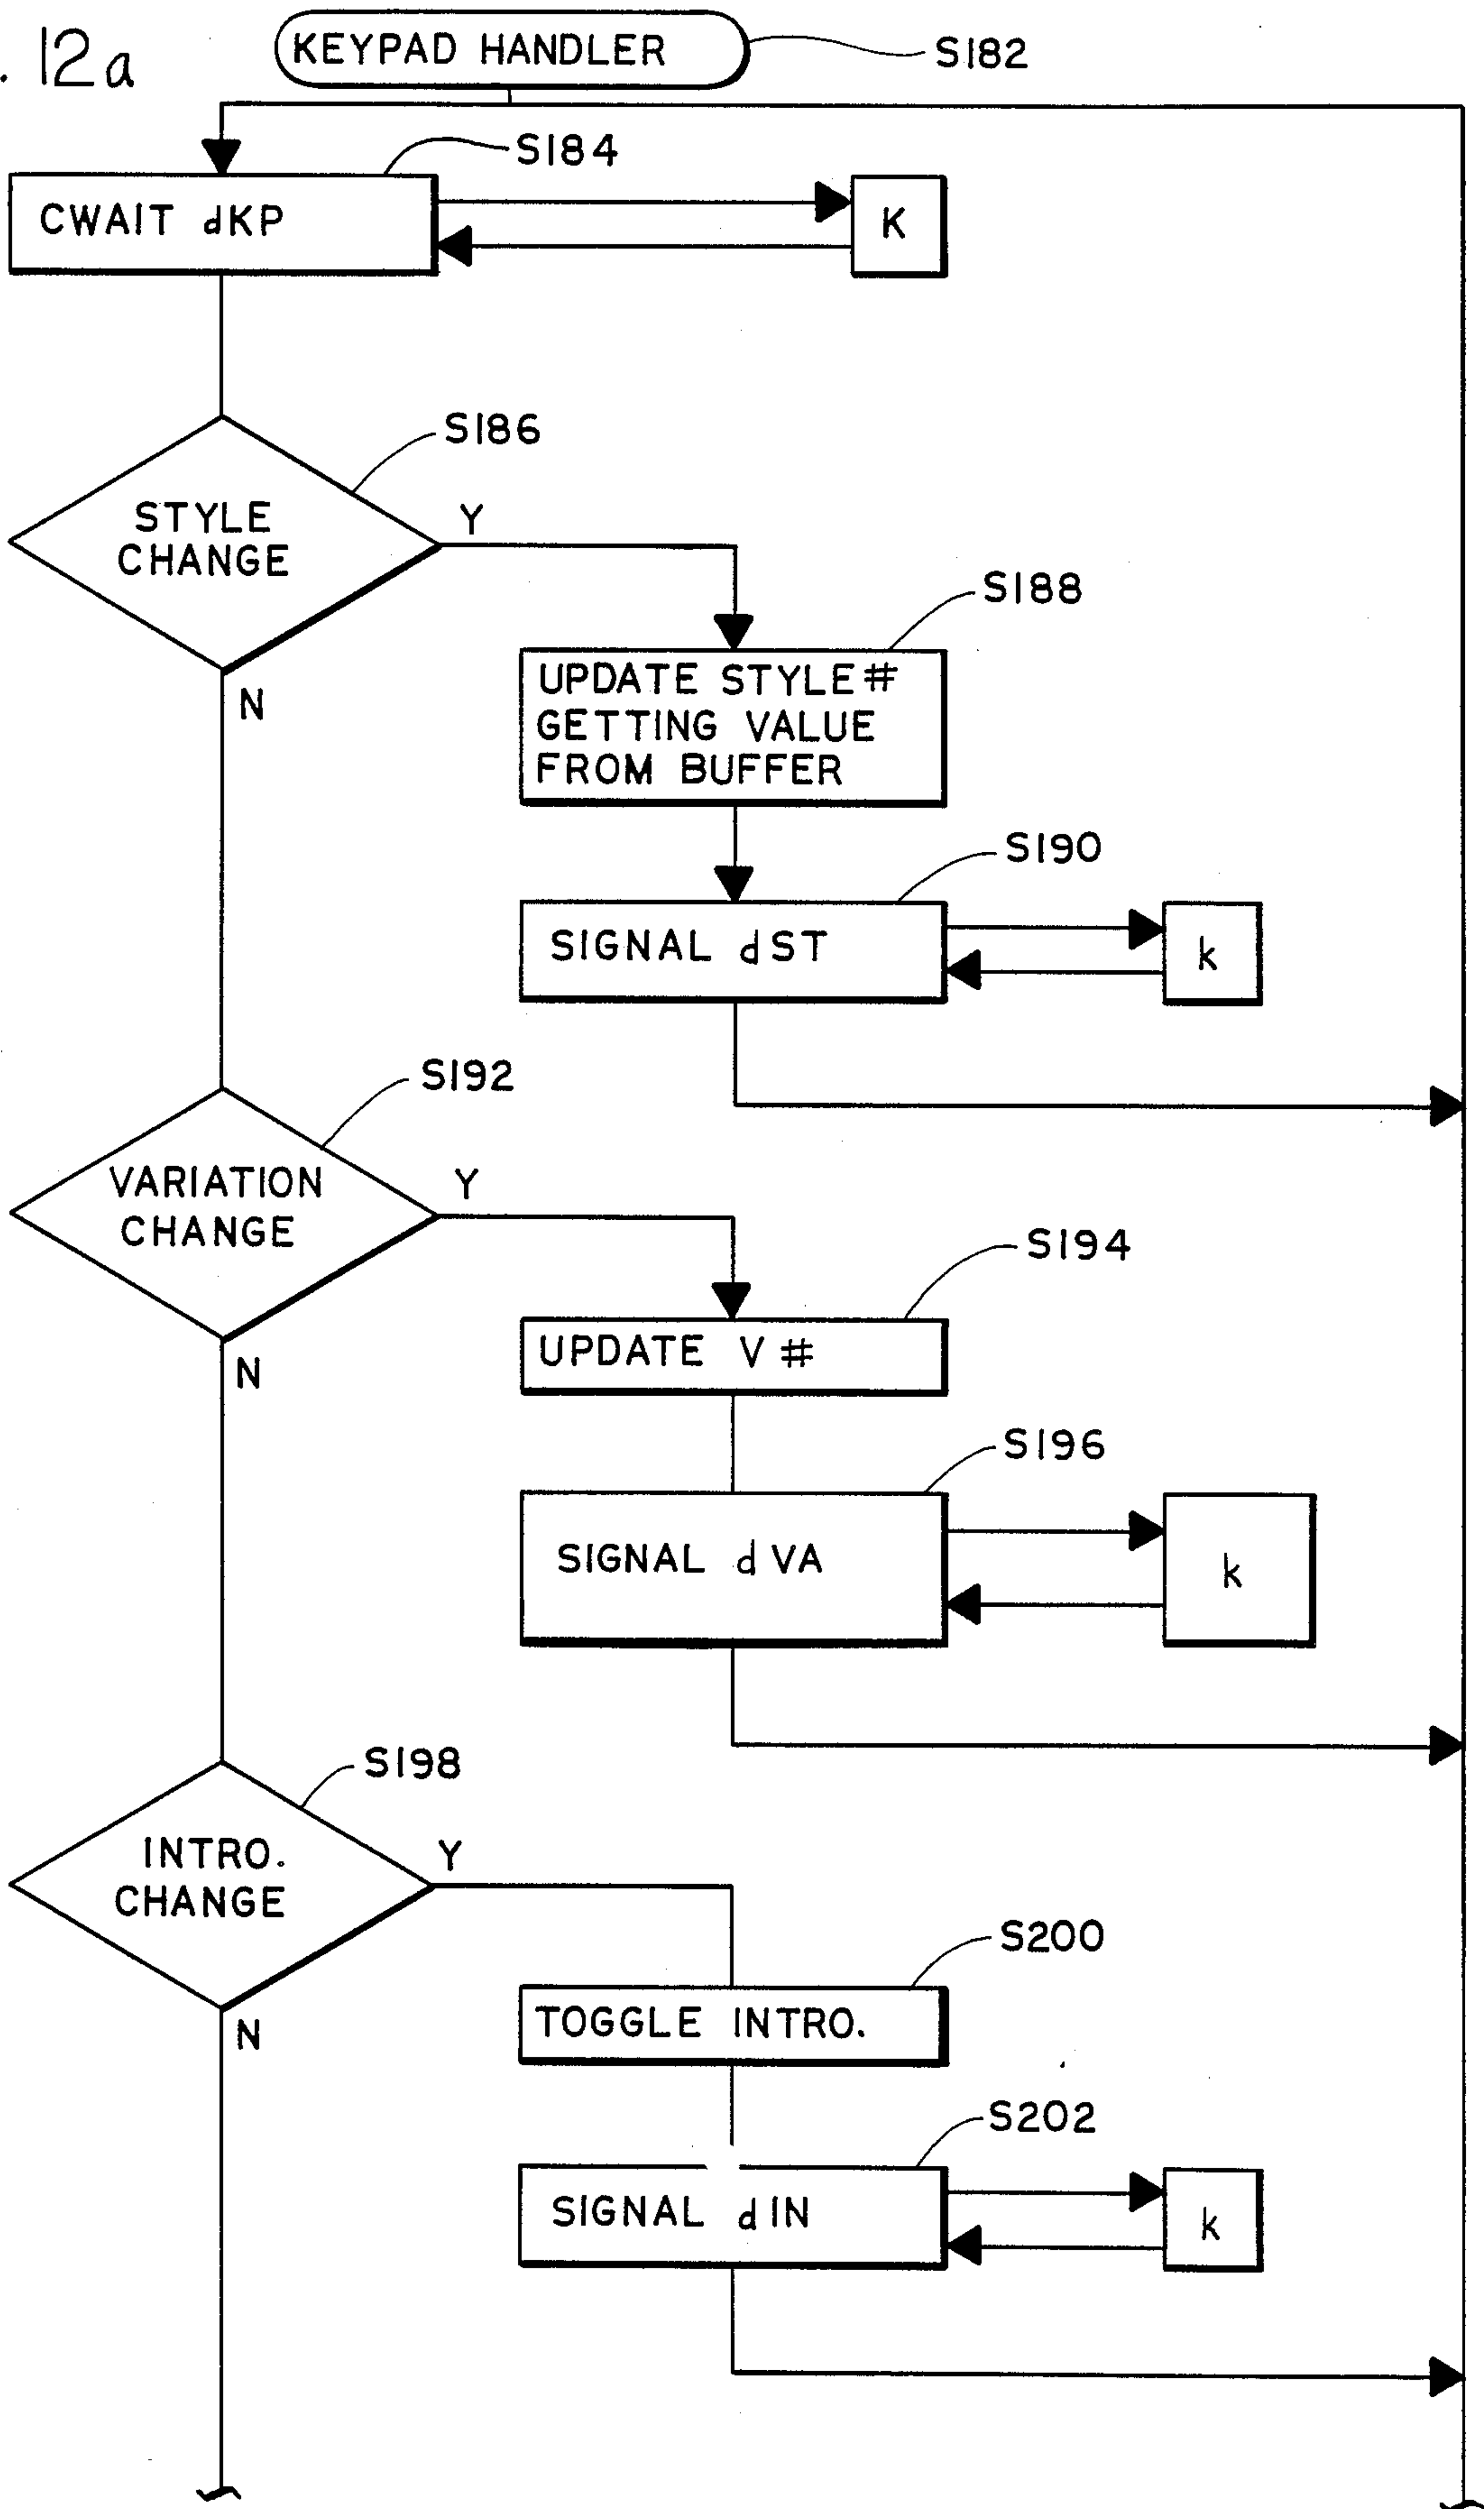 . 12a
KEYPAD HANDLER
S182
S184
CWAIT dKP
K
S186
STYLE
CHANGE
Y
N
S188
UPDATE STYLE#
GETTING VALUE
FROM BUFFER
S190
SIGNAL dST
k
S192
VARIATION
CHANGE
Y
N
S194
UPDATE V#
S196
SIGNAL dVA
k
S198
INTRO.
CHANGE
Y
N
S200
TOGGLE INTRO.
S202
SIGNAL dIN
k